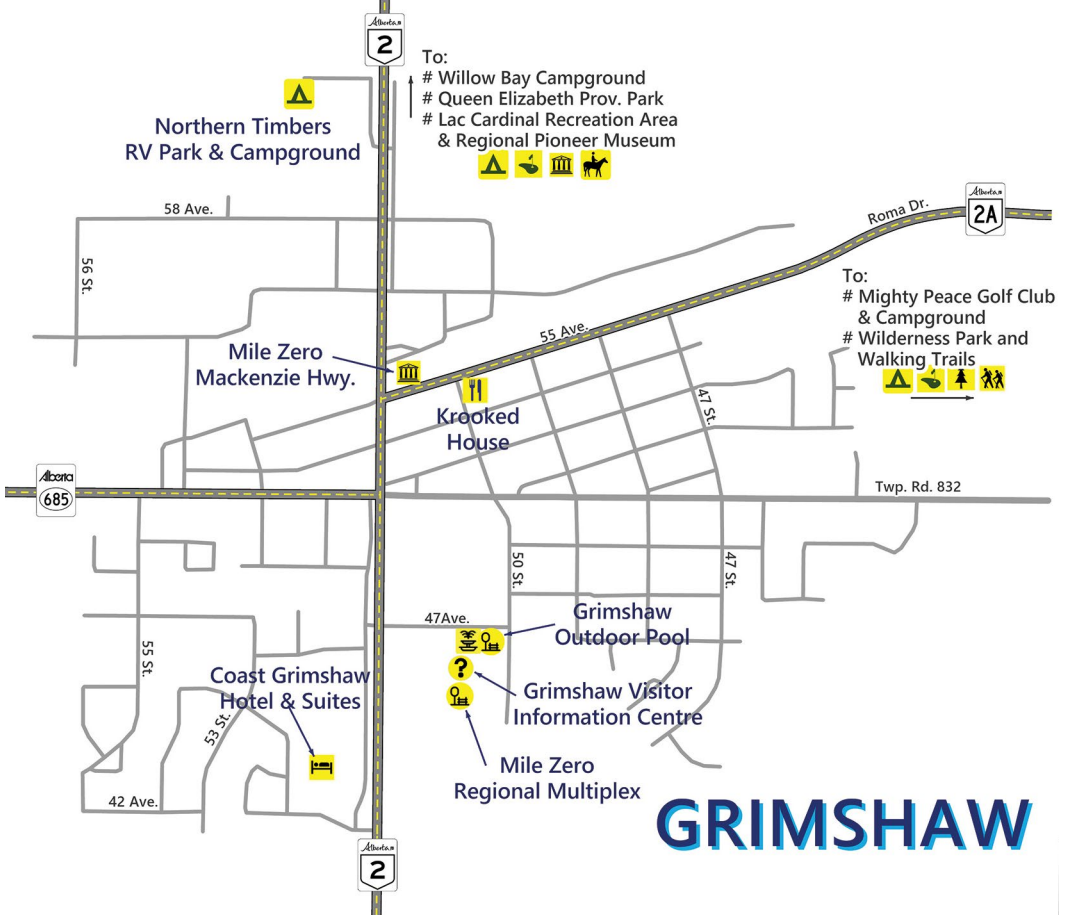 Alberta
2
To:
# Willow Bay Campground
# Queen Elizabeth Prov. Park
# Lac Cardinal Recreation Area
& Regional Pioneer Museum
Northern Timbers
RV Park & Campground
58 Ave.
56 St.
Roma Dr.
Alberta
2A
To:
# Mighty Peace Golf Club
& Campground
# Wilderness Park and
Walking Trails
55 Ave.
Mile Zero
Mackenzie Hwy.
Krooked
House
47 St.
Alberta
685
Twp. Rd. 832
50 St.
47 St.
47Ave.
Grimshaw
Outdoor Pool
?
55 St.
Coast Grimshaw
Hotel & Suites
Grimshaw Visitor
Information Centre
53 St.
Mile Zero
Regional Multiplex
42 Ave.
GRIMSHAW
Alberta
2